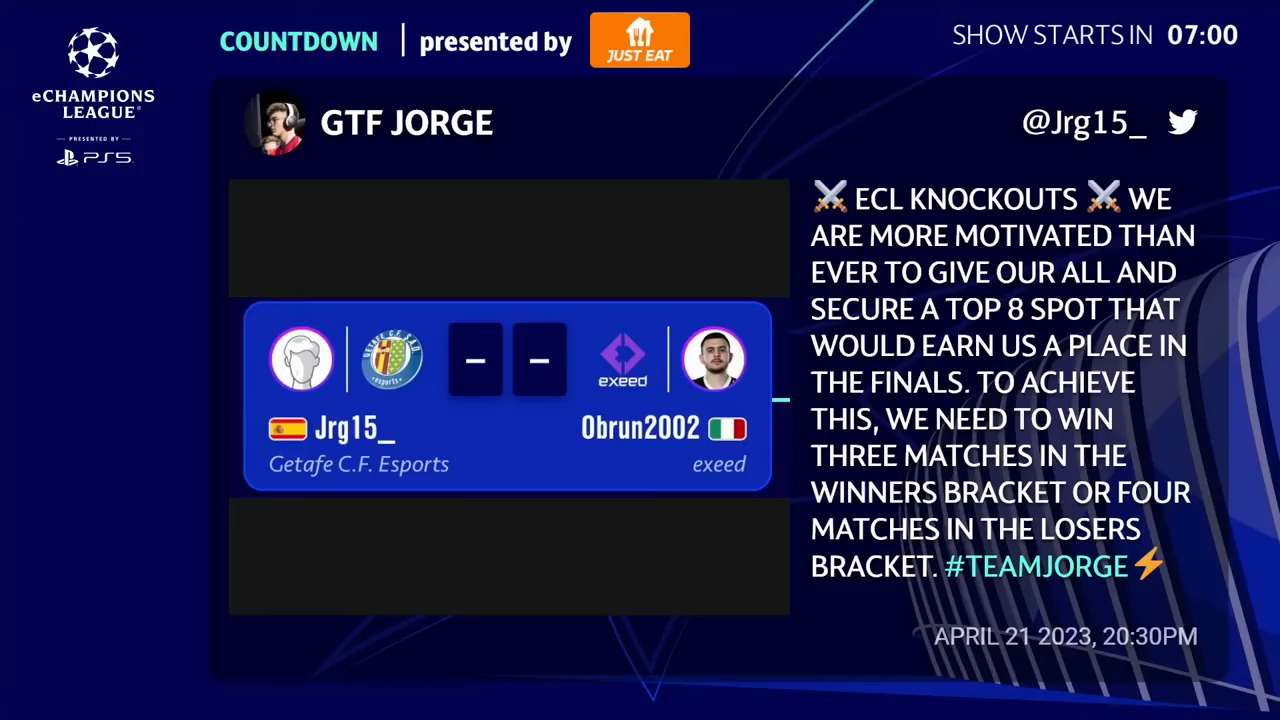 COUNTDOWN | presented by JUST EAT
SHOW STARTS IN 07:00
eCHAMPIONS
LEAGUE®
PRESENTED BY
PS5
GTF JORGE
@Jrg15_
GETAFE C.F. S.A.D.
esports
– –
exeed
Jrg15_
Obrun2002
Getafe C.F. Esports
exeed
⚔️ ECL KNOCKOUTS ⚔️ WE
ARE MORE MOTIVATED THAN
EVER TO GIVE OUR ALL AND
SECURE A TOP 8 SPOT THAT
WOULD EARN US A PLACE IN
THE FINALS. TO ACHIEVE
THIS, WE NEED TO WIN
THREE MATCHES IN THE
WINNERS BRACKET OR FOUR
MATCHES IN THE LOSERS
BRACKET. #TEAMJORGE⚡
APRIL 21 2023, 20:30PM